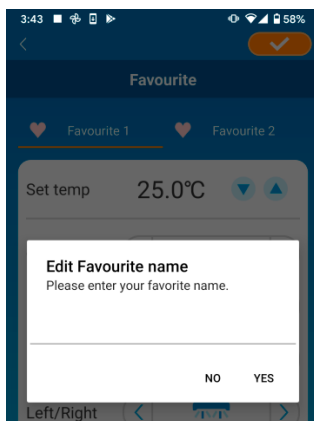 3:43 58%
Favourite
Favourite 1 Favourite 2
Set temp 25.0°C
Edit Favourite name
Please enter your favorite name.
NO YES
Left/Right